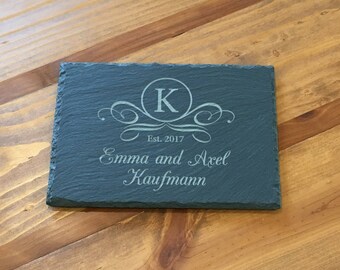 K
Est. 2017
Emma and Axel
Kaufmann